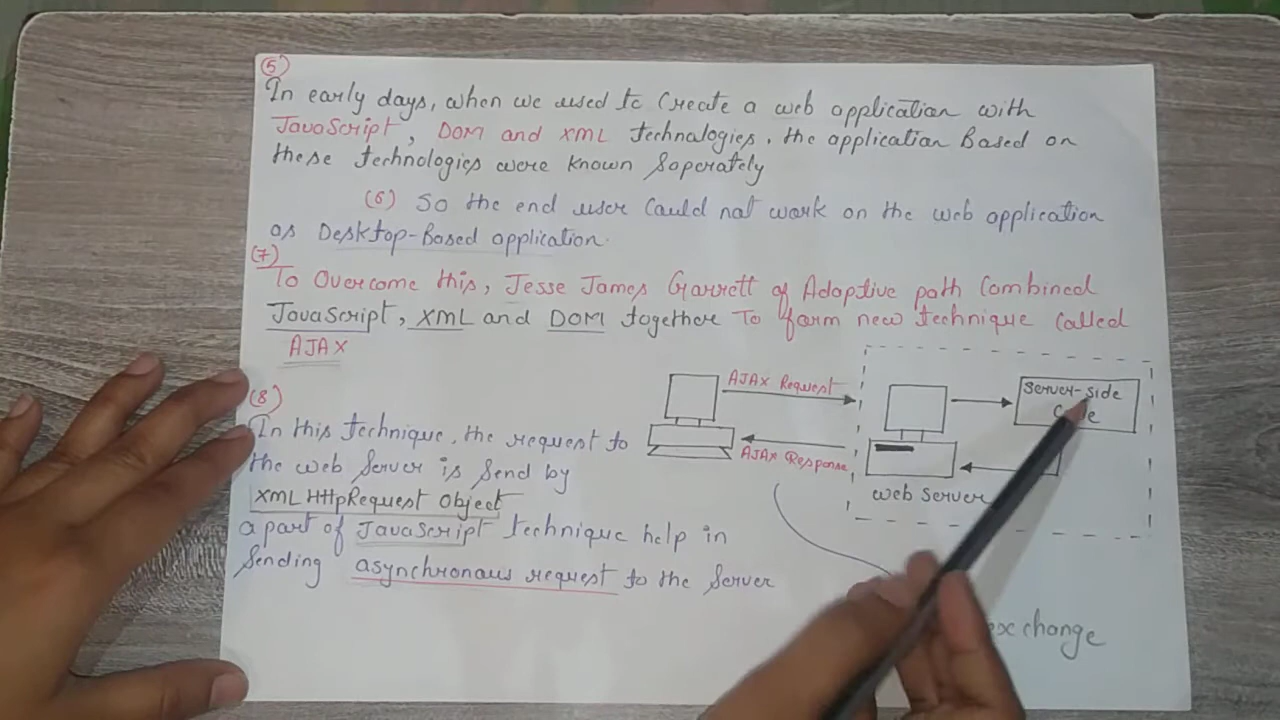 (5)
In early days, when we used to Create a web application with
JavaScript, DOM and XML technalogies. the application Based on
these technologies were known Saperately
(6) So the end user Could nat work on the web application
as Desktop-Based application.
(7)
To Overcome this, Jesse James Garrett of Adaptive path Combined
JavaScript, XML and DOM together To form new technique Called
AJAX
(8)
In this technique, the request to
the web Server is Send by
XML HttpRequest Object
a part of JavaScript technique help in
Sending asynchronous request to the Server
AJAX Request
AJAX Response
Server-Side
web Server
exchange